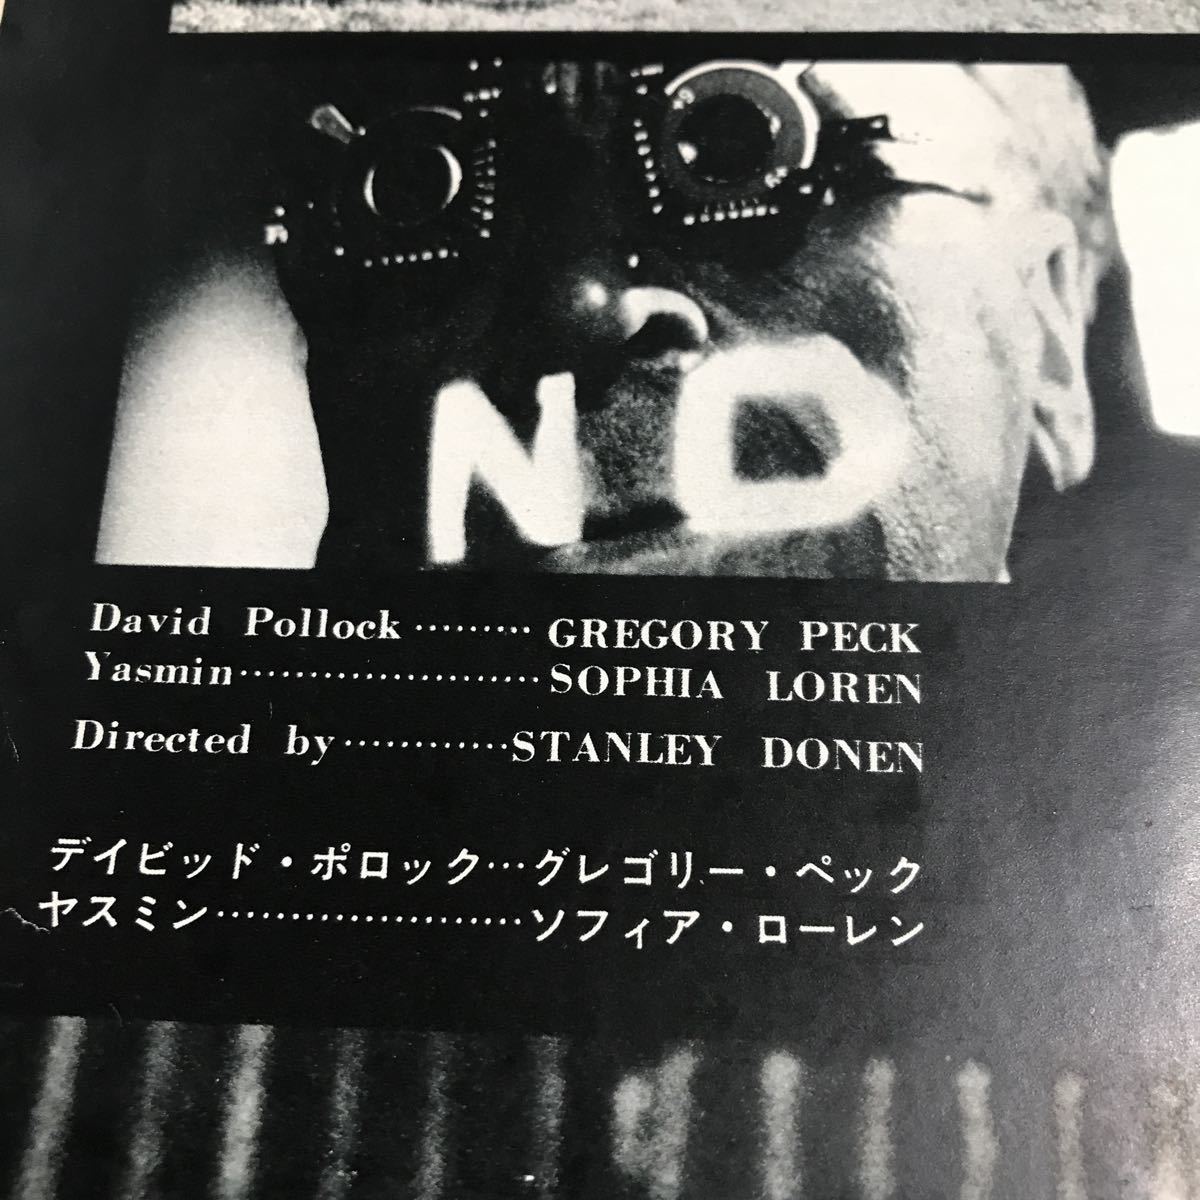 NO
David Pollock ········· GREGORY PECK
Yasmin······················ SOPHIA LOREN
Directed by············STANLEY DONEN
デイビッド・ポロック…グレゴリー・ペック
ヤスミン······················ソフィア・ローレン